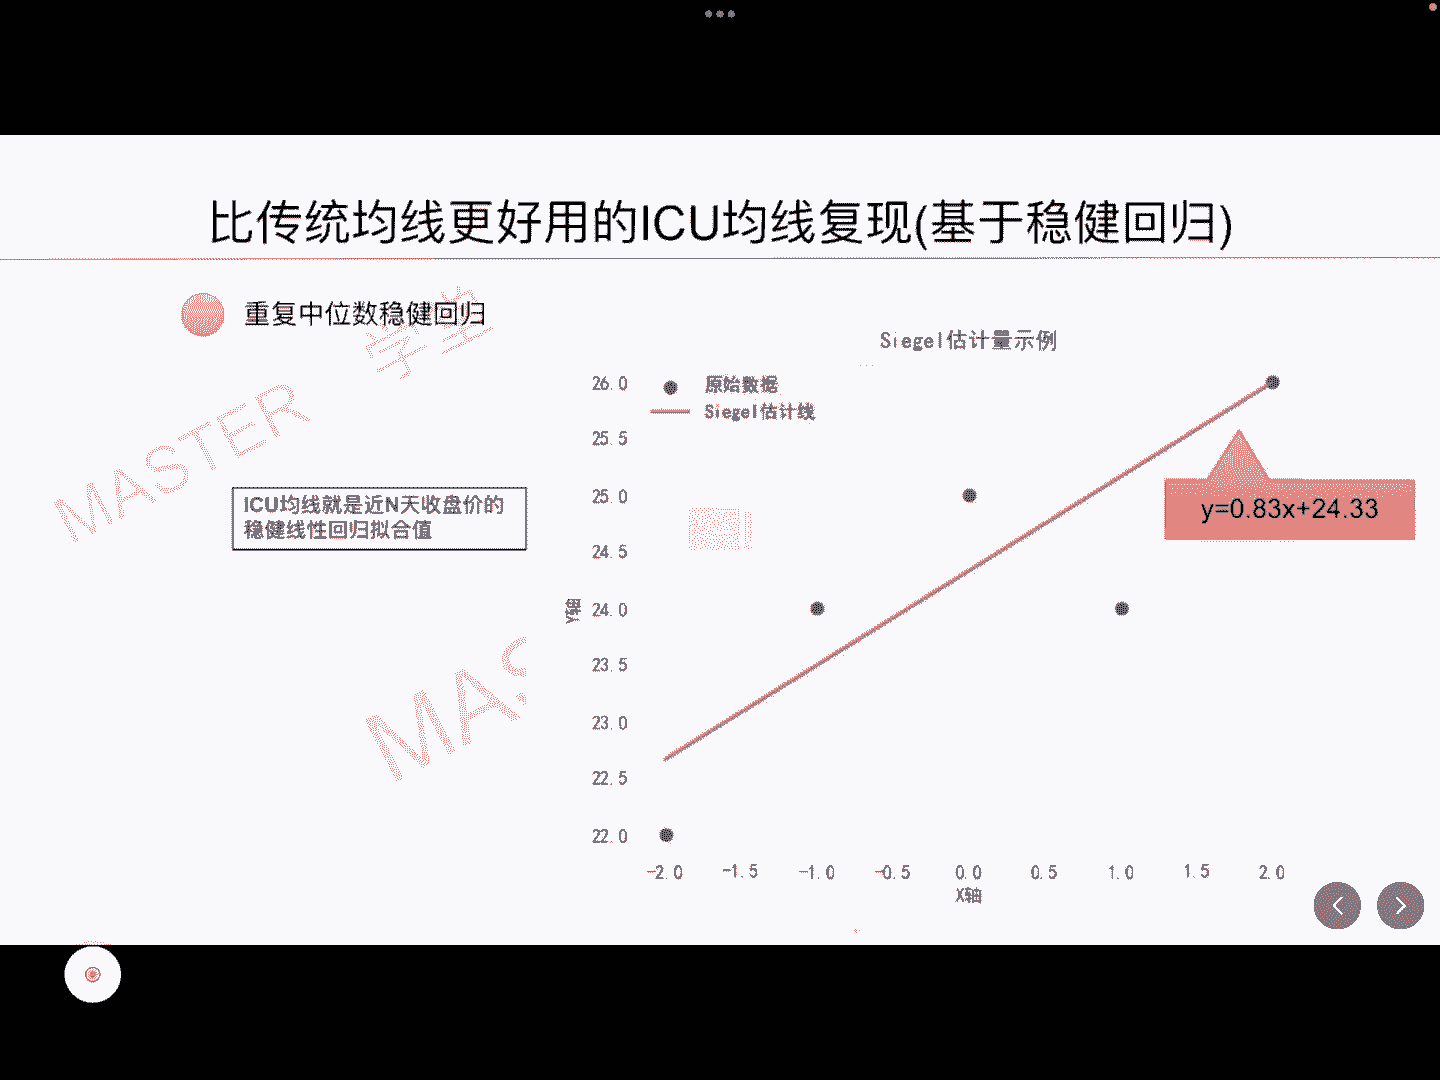 比传统均线更好用的ICU均线复现(基于稳健回归)
重复中位数稳健回归
学堂
MASTER
ICU均线就是近N天收盘价的
稳健线性回归拟合值
MAS
Siegel估计量示例
原始数据
Siegel估计线
26.0
25.5
25.0
24.5
24.0
23.5
23.0
22.5
22.0
Y轴
y=0.83x+24.33
-2.0 -1.5 -1.0 -0.5 0.0 0.5 1.0 1.5 2.0
X轴